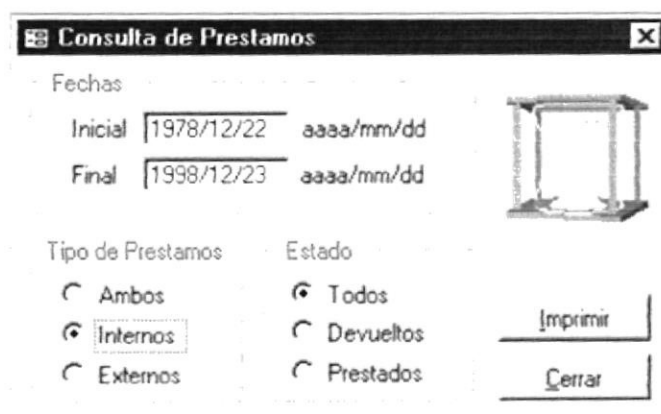 Consulta de Prestamos
Fechas
Inicial 1978/12/22 aaaa/mm/dd
Final 1998/12/23 aaaa/mm/dd
Tipo de Prestamos Estado
Ambos Todos
Internos Devueltos Imprimir
Externos Prestados Cerrar